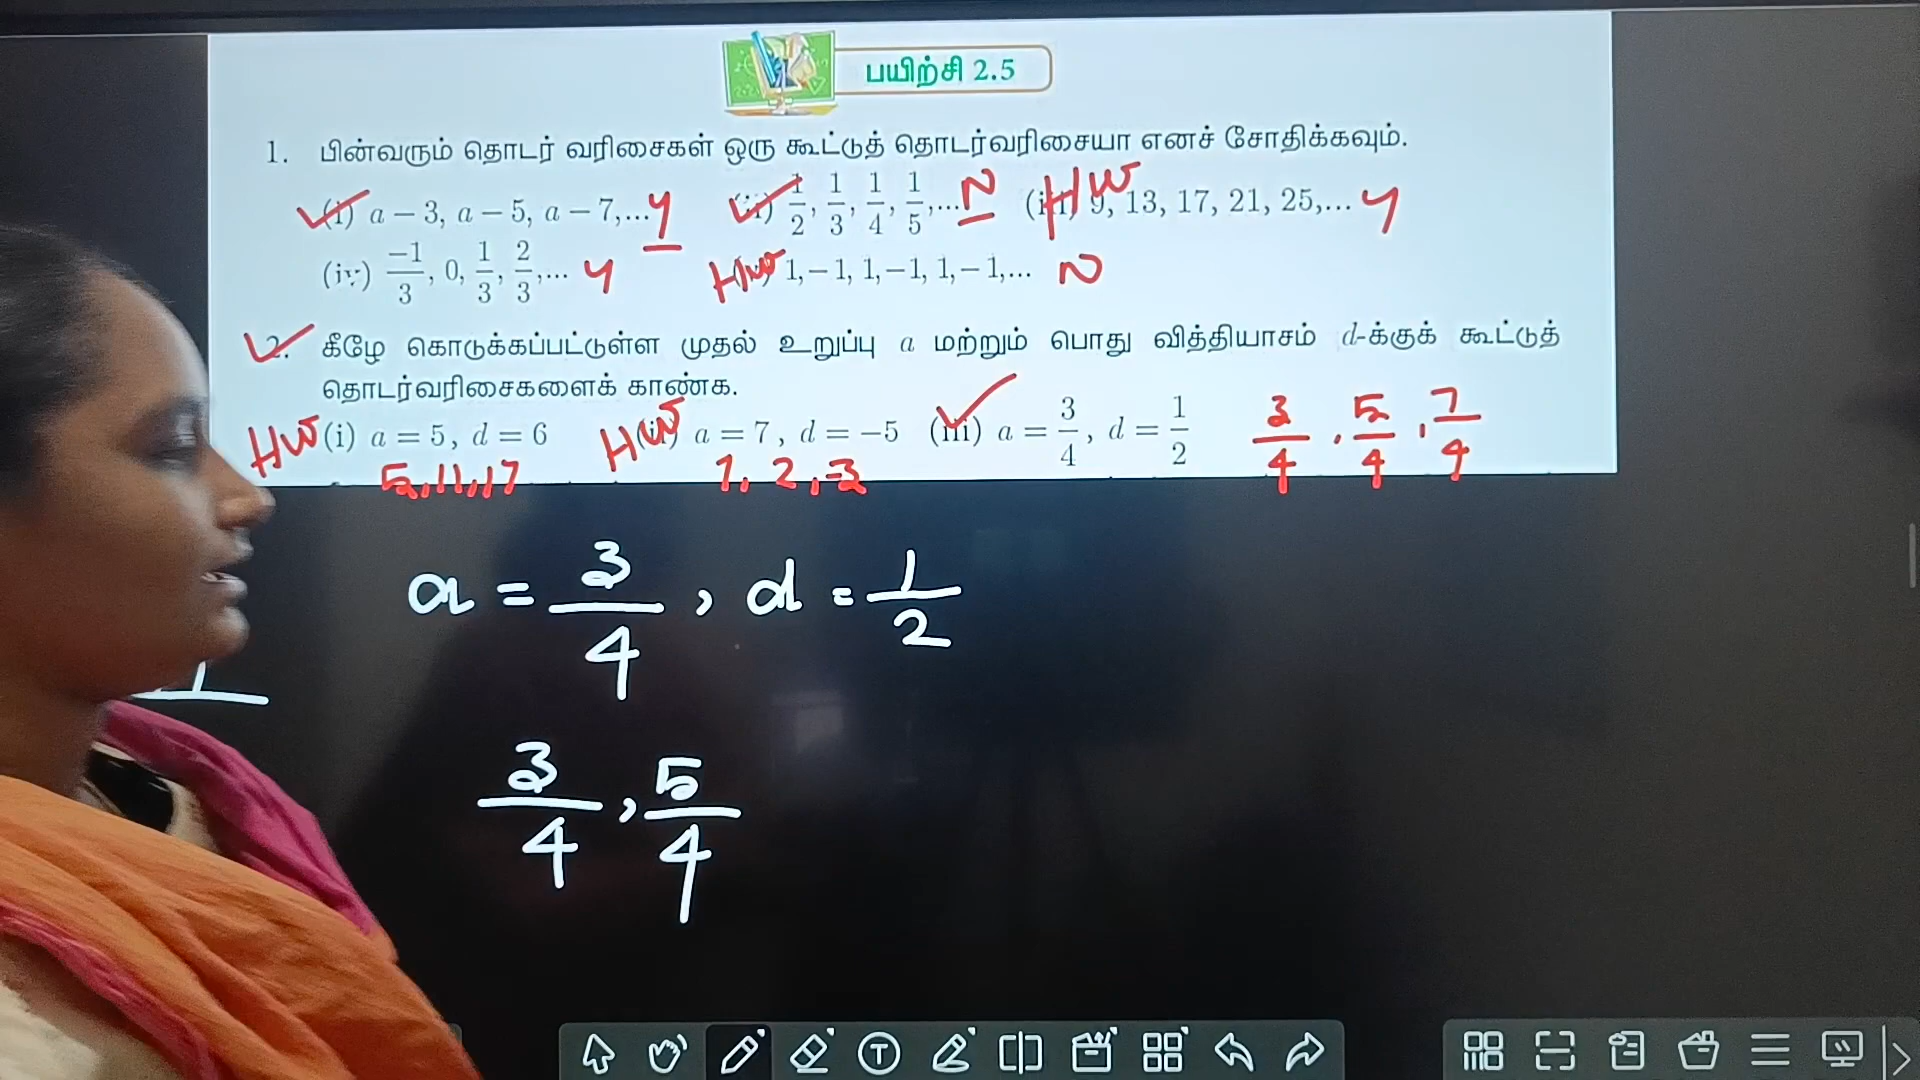 பயிற்சி 2.5
1. பின்வரும் தொடர் வரிசைகள் ஒரு கூட்டுத் தொடர்வரிசையா எனச் சோதிக்கவும்.
(i) a − 3, a − 5, a − 7,... Y (ii) 1/2, 1/3, 1/4, 1/5,... N HW (iii) 9, 13, 17, 21, 25,... Y
(iv) −1/3, 0, 1/3, 2/3,... Y HW 1, −1, 1, −1, 1, −1,... N
2. கீழே கொடுக்கப்பட்டுள்ள முதல் உறுப்பு a மற்றும் பொது வித்தியாசம் d-க்குக் கூட்டுத்
தொடர்வரிசைகளைக் காண்க.
HW (i) a = 5, d = 6 HW (ii) a = 7, d = −5 (iii) a = 3/4, d = 1/2 3/4, 5/4, 7/4
5, 11, 17 7, 2, -3
a = 3/4, d = 1/2
3/4, 5/4